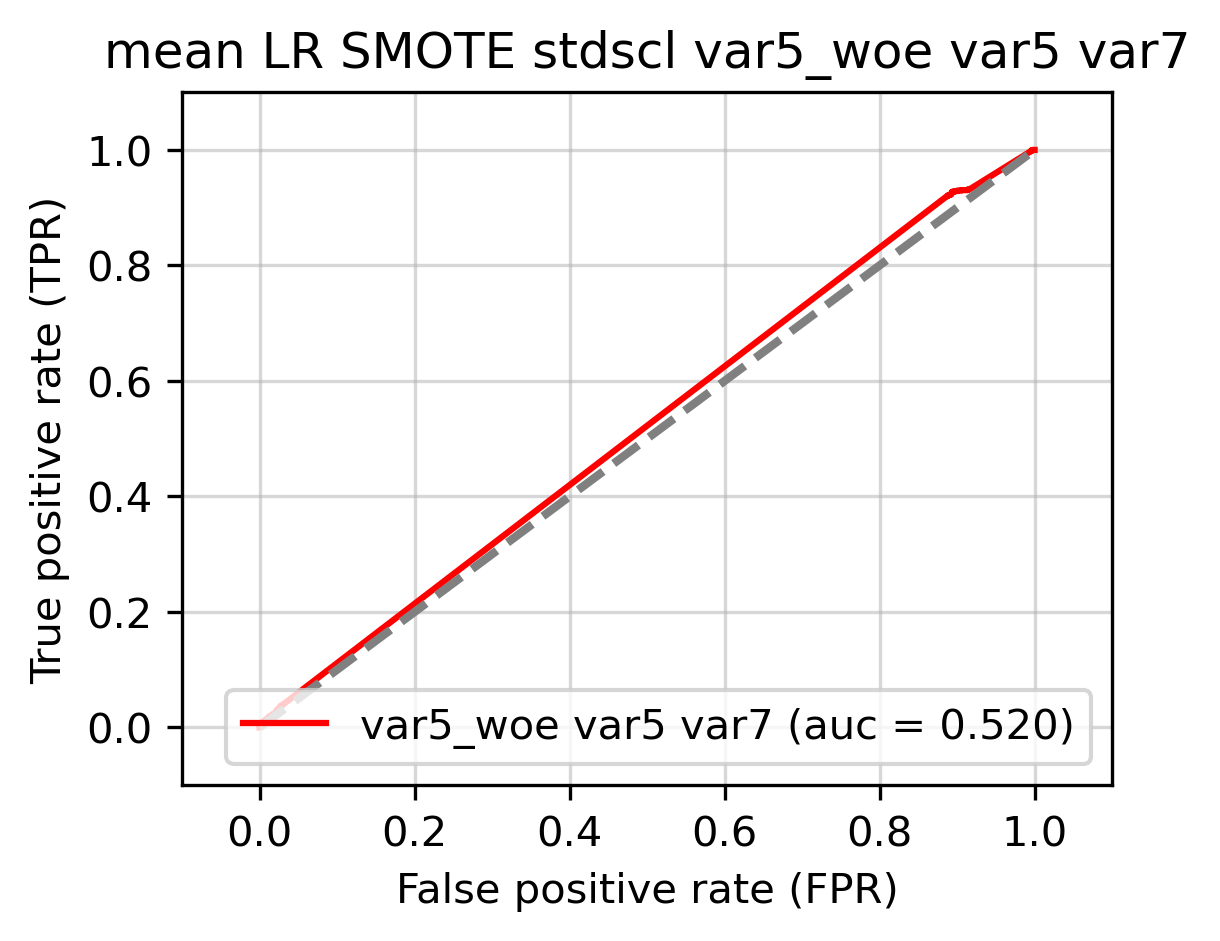 mean LR SMOTE stdscl var5_woe var5 var7
True positive rate (TPR)
1.0
0.8
0.6
0.4
0.2
0.0
var5_woe var5 var7 (auc = 0.520)
0.0 0.2 0.4 0.6 0.8 1.0
False positive rate (FPR)